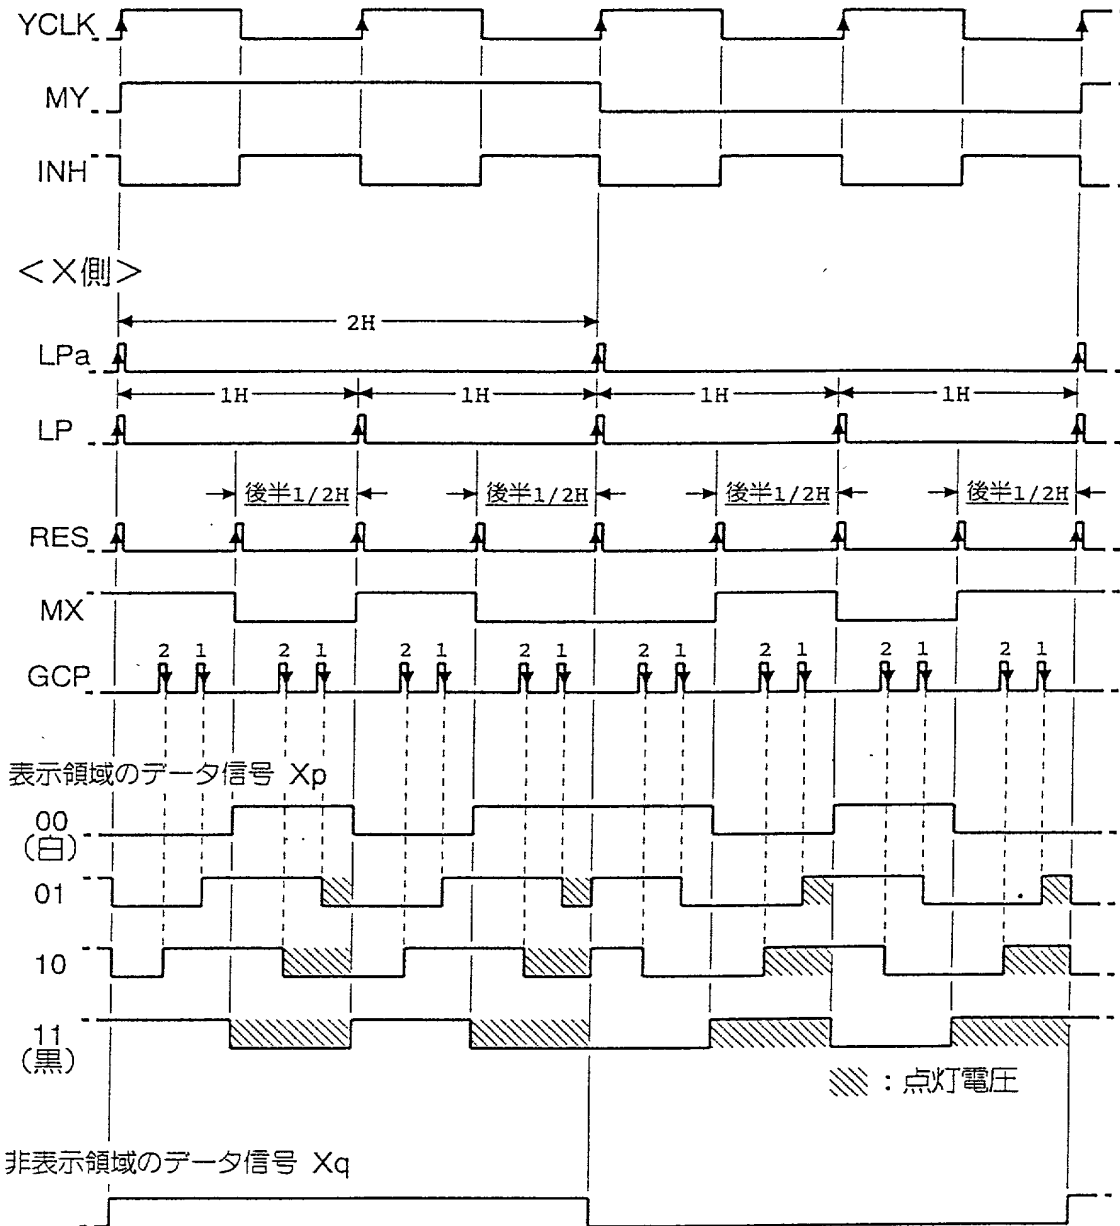 YCLK
MY
INH
<X側>
2H
LPa
1H 1H 1H 1H
LP
後半1/2H 後半1/2H 後半1/2H 後半1/2H
RES
MX
2 1 2 1 2 1 2 1 2 1 2 1 2 1 2 1
GCP
表示領域のデータ信号 Xp
00
(白)
01
10
11
(黒)
:点灯電圧
非表示領域のデータ信号 Xq